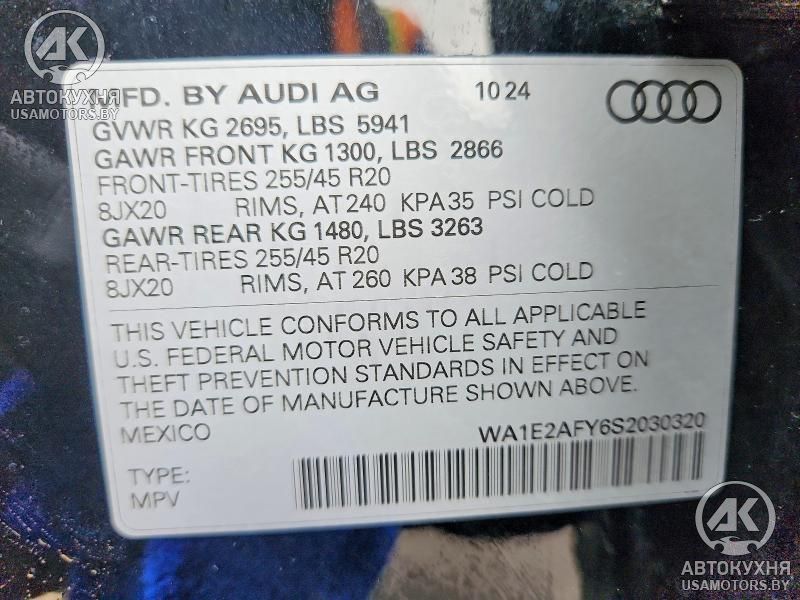 АК
АВТОКУХНЯ
USAMOTORS.BY
MFD. BY AUDI AG 10 24
GVWR KG 2695, LBS 5941
GAWR FRONT KG 1300, LBS 2866
FRONT-TIRES 255/45 R20
8JX20 RIMS, AT 240 KPA 35 PSI COLD
GAWR REAR KG 1480, LBS 3263
REAR-TIRES 255/45 R20
8JX20 RIMS, AT 260 KPA 38 PSI COLD
THIS VEHICLE CONFORMS TO ALL APPLICABLE
U.S. FEDERAL MOTOR VEHICLE SAFETY AND
THEFT PREVENTION STANDARDS IN EFFECT ON
THE DATE OF MANUFACTURE SHOWN ABOVE.
MEXICO WA1E2AFY6S2030320
TYPE:
MPV
АК
АВТОКУХНЯ
USAMOTORS.BY